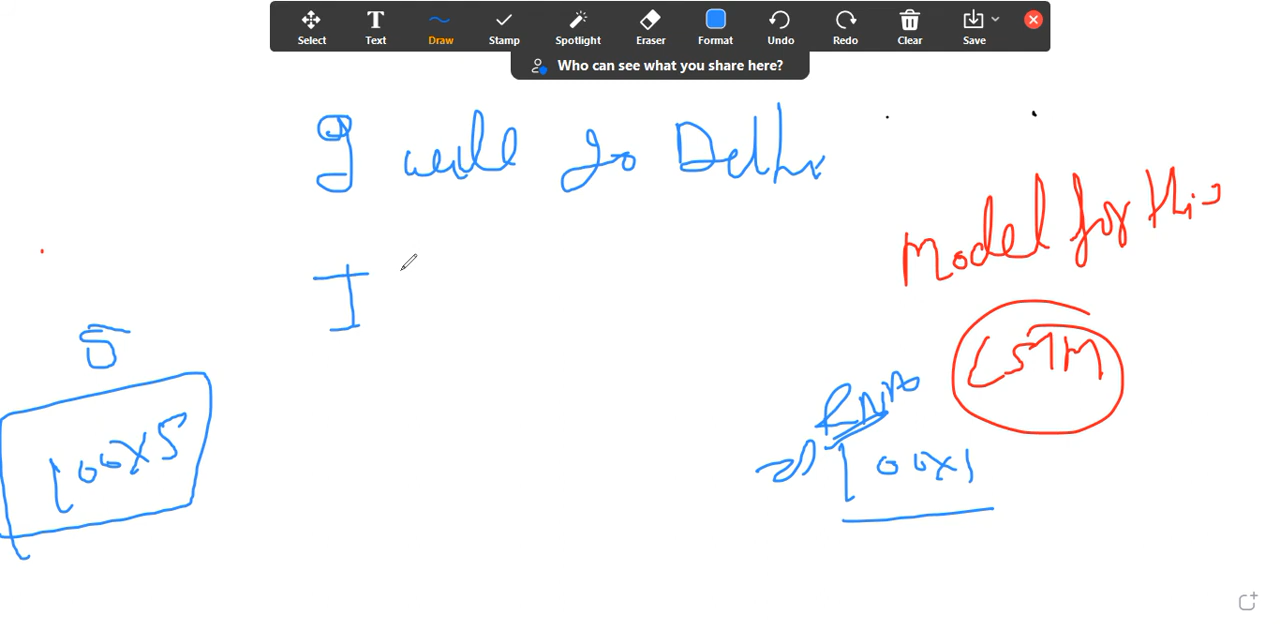 Select Text Draw Stamp Spotlight Eraser Format Undo Redo Clear Save
Who can see what you share here?
I will go Delhi
Model for this
I
5
LSTM
RNN
100x5
100x1